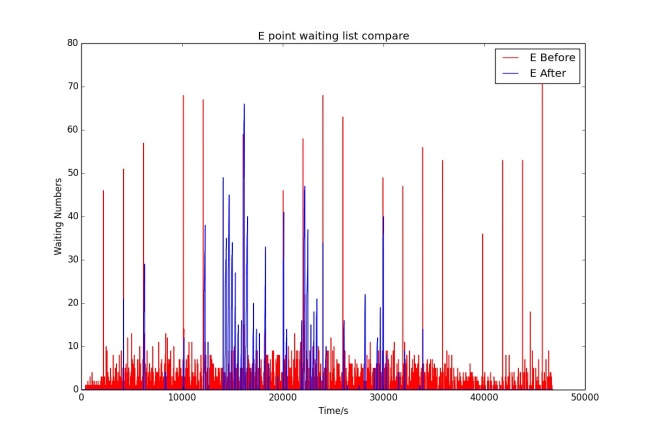 E point waiting list compare
80
70
60
50
40
30
20
10
0
Waiting Numbers
E Before
E After
0 10000 20000 30000 40000 50000
Time/s